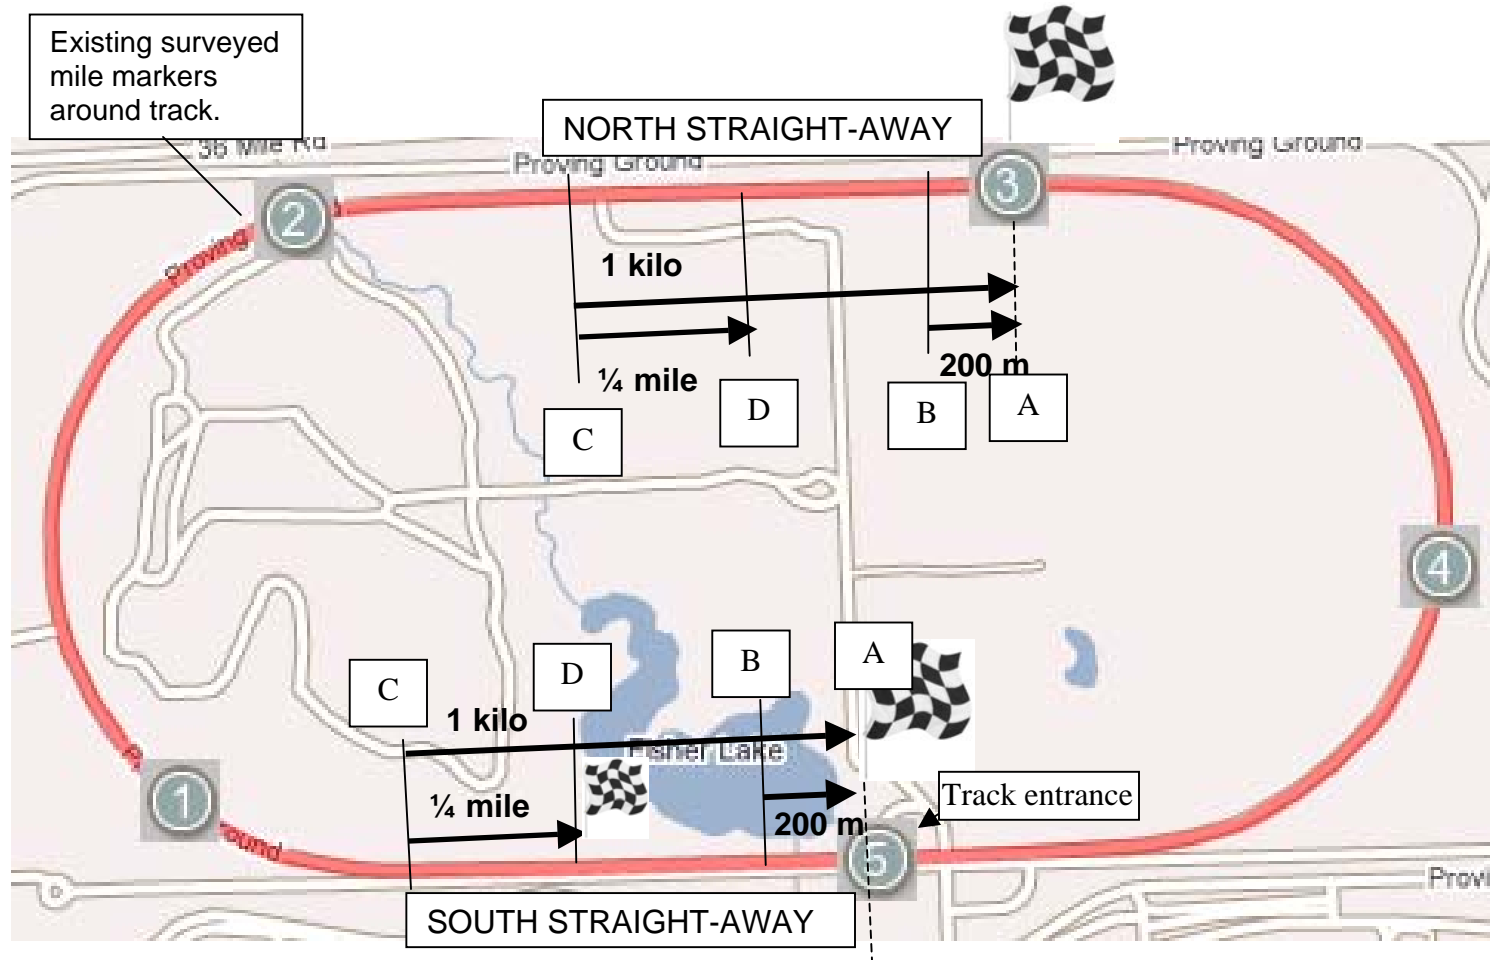 Existing surveyed
mile markers
around track.
NORTH STRAIGHT-AWAY
36 Mile Rd
Proving Ground
Proving Ground
3
2
Proving
1 kilo
¼ mile
200 m
D
B
A
C
4
A
B
D
C
1 kilo
Fisher Lake
¼ mile
200 m
Track entrance
1
ound
5
Provi
SOUTH STRAIGHT-AWAY